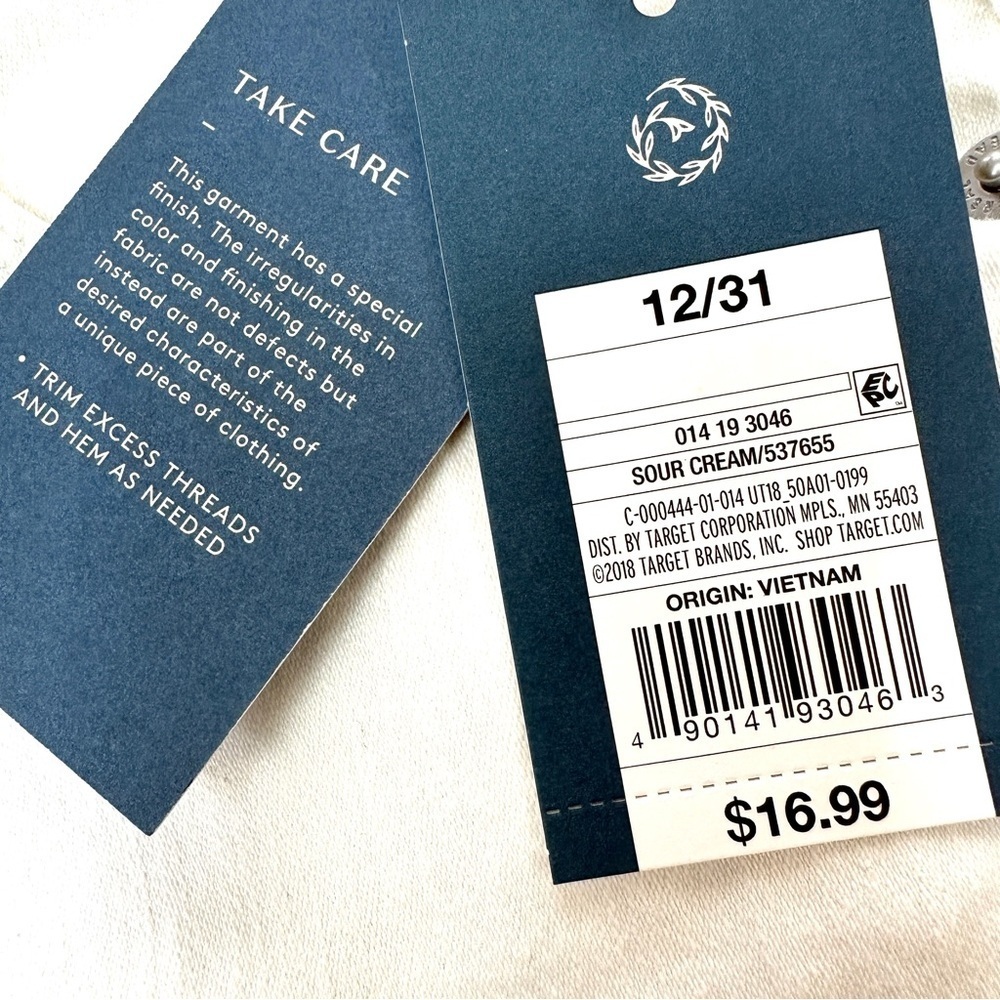 TAKE CARE
–
This garment has a special
finish. The irregularities in
color and finishing in the
fabric are not defects but
instead are part of the
desired characteristics of
a unique piece of clothing.
• TRIM EXCESS THREADS
AND HEM AS NEEDED
12/31
EPC
014 19 3046
SOUR CREAM/537655
C-000444-01-014 UT18_50A01-0199
DIST. BY TARGET CORPORATION MPLS., MN 55403
©2018 TARGET BRANDS, INC. SHOP TARGET.COM
ORIGIN: VIETNAM
4 90141 93046 3
$16.99